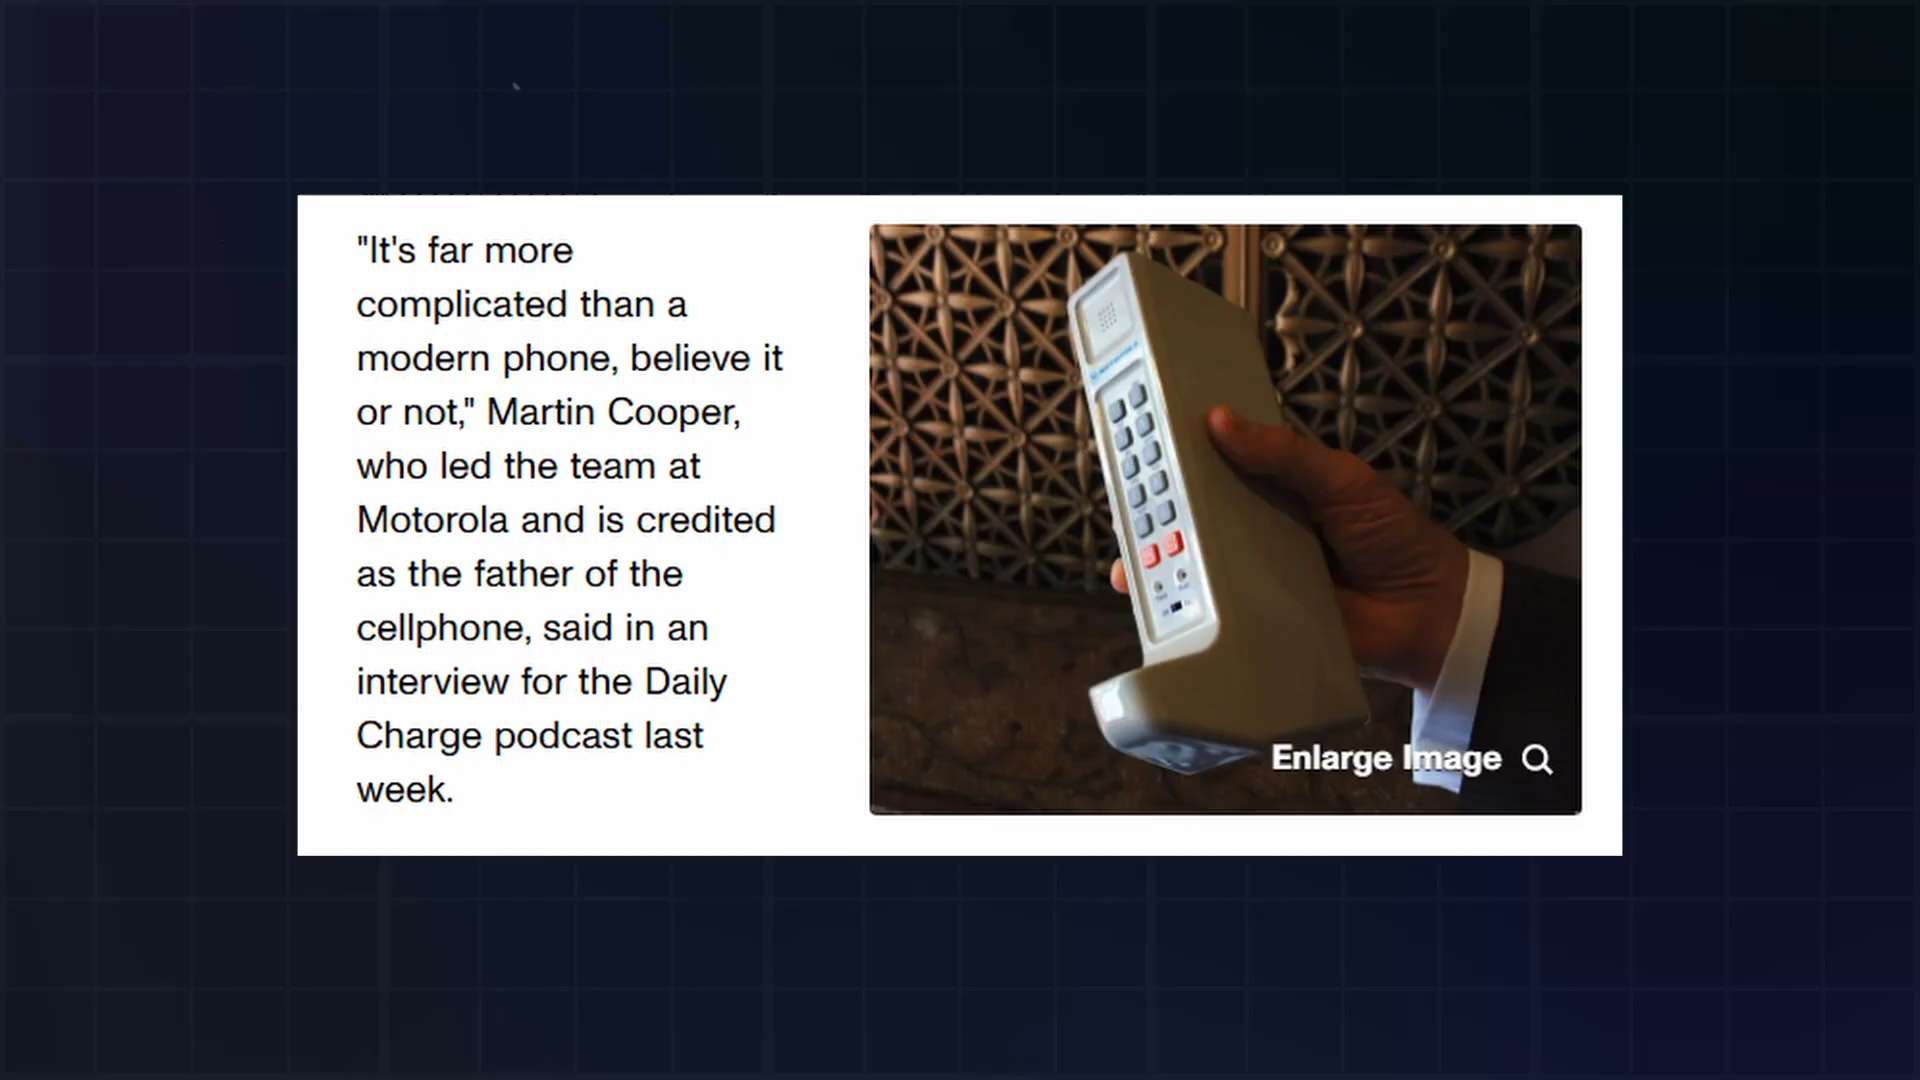 "It's far more
complicated than a
modern phone, believe it
or not," Martin Cooper,
who led the team at
Motorola and is credited
as the father of the
cellphone, said in an
interview for the Daily
Charge podcast last
week.
Enlarge Image